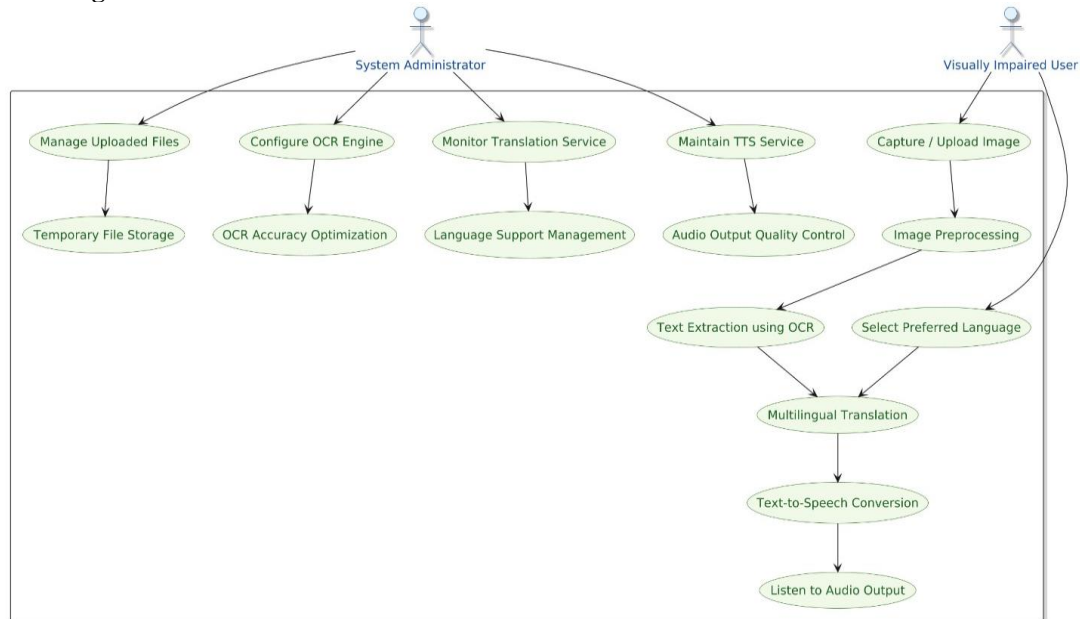 System Administrator
Visually Impaired User
Manage Uploaded Files
Configure OCR Engine
Monitor Translation Service
Maintain TTS Service
Capture / Upload Image
Temporary File Storage
OCR Accuracy Optimization
Language Support Management
Audio Output Quality Control
Image Preprocessing
Text Extraction using OCR
Select Preferred Language
Multilingual Translation
Text-to-Speech Conversion
Listen to Audio Output